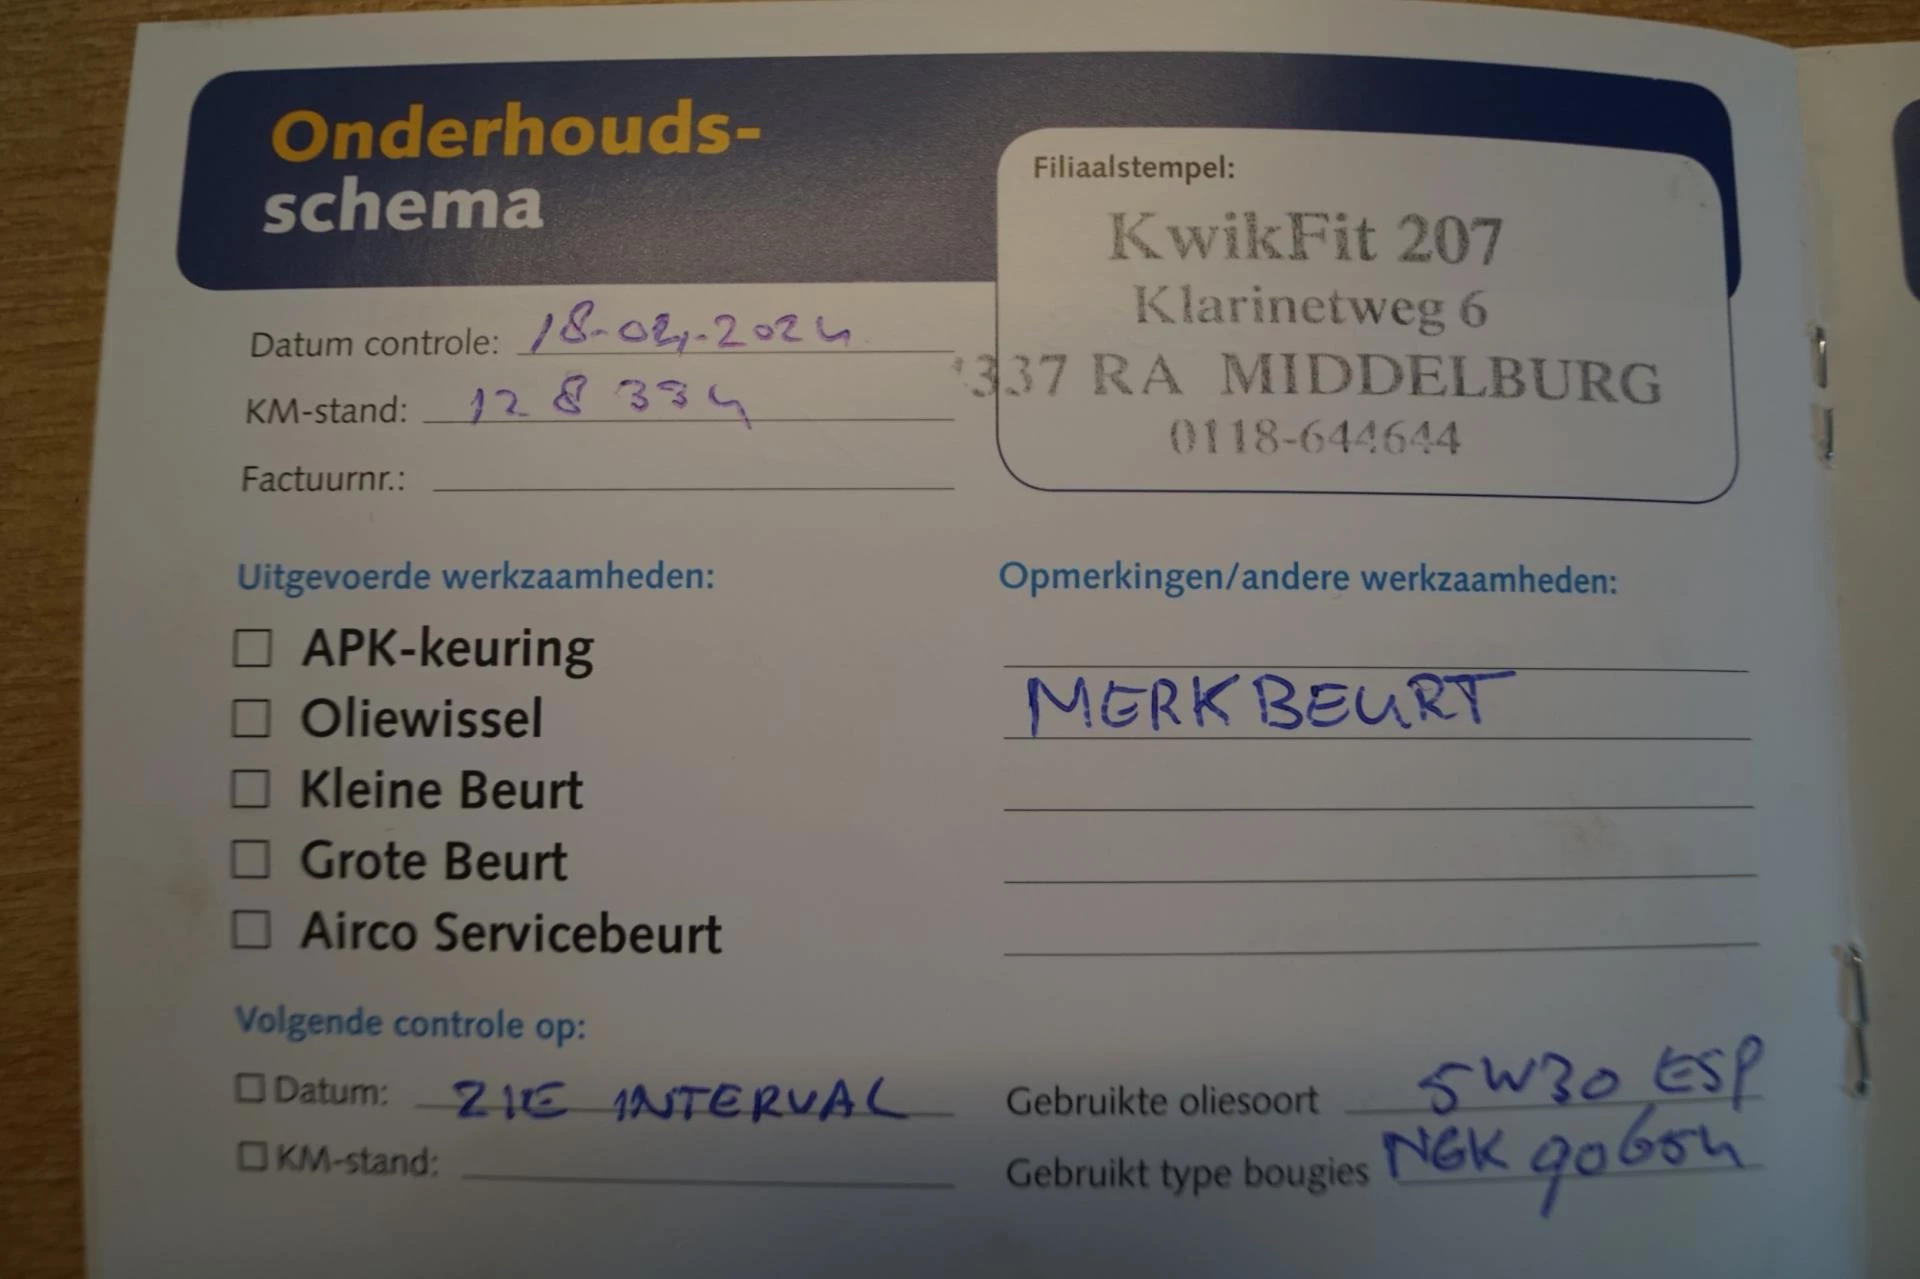 Onderhouds-
schema
Filiaalstempel:
KwikFit 207
Klarinetweg 6
337 RA MIDDELBURG
0118-644644
Datum controle: 18-04-2024
KM-stand: 128 334
Factuurnr.:
Uitgevoerde werkzaamheden:
APK-keuring
Oliewissel
Kleine Beurt
Grote Beurt
Airco Servicebeurt
Opmerkingen/andere werkzaamheden:
MERKBEURT
Volgende controle op:
Datum: ZIE INTERVAL
KM-stand:
Gebruikte oliesoort 5W30 ESP
Gebruikt type bougies NGK 90654